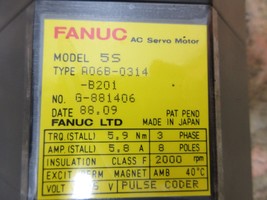 FANUC AC Servo Motor
MODEL 5S
TYPE A06B-0314
-B201
NO. G-881406
DATE 88.09 PAT PEND
FANUC LTD MADE IN JAPAN
TRQ.(STALL) 5,9 Nm 3 PHASE
AMP.(STALL) 5.8 A 8 POLES
INSULATION CLASS F 2000 rpm
EXCIT MAGNET AMB 40°C
VOLT PULSE CODER